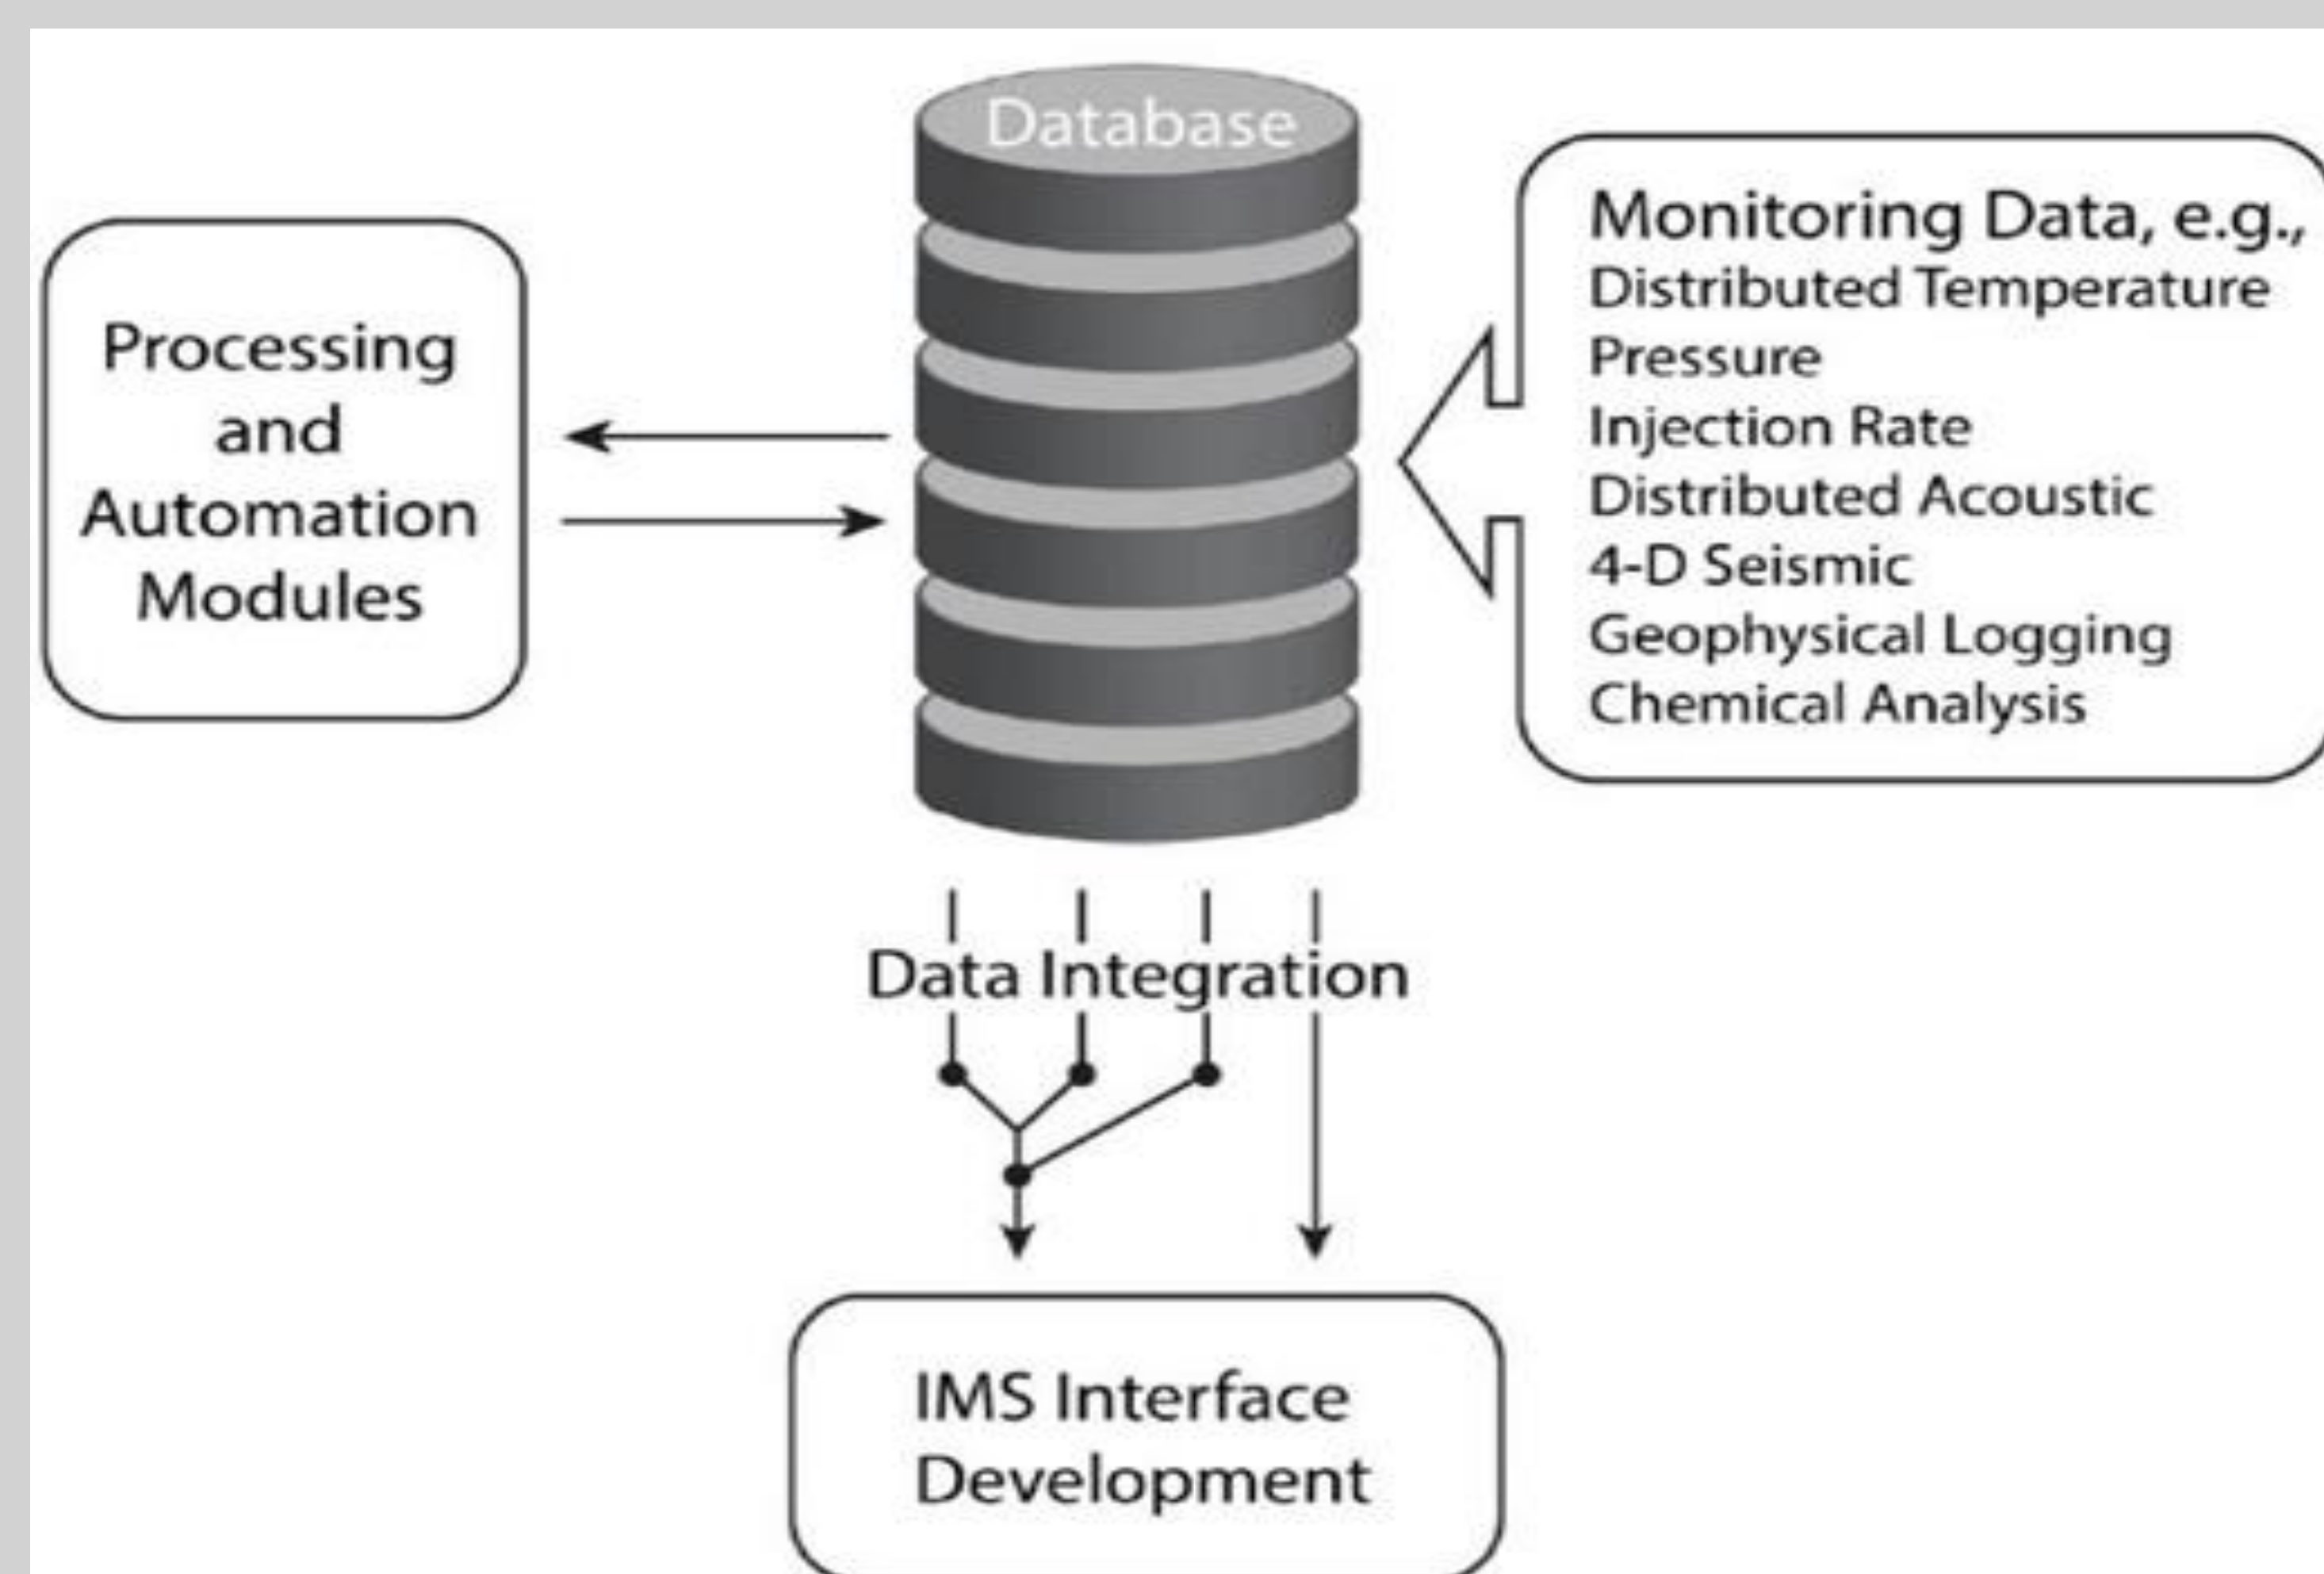 Database
Processing
and
Automation
Modules
Monitoring Data, e.g.,
Distributed Temperature
Pressure
Injection Rate
Distributed Acoustic
4-D Seismic
Geophysical Logging
Chemical Analysis
Data Integration
IMS Interface
Development